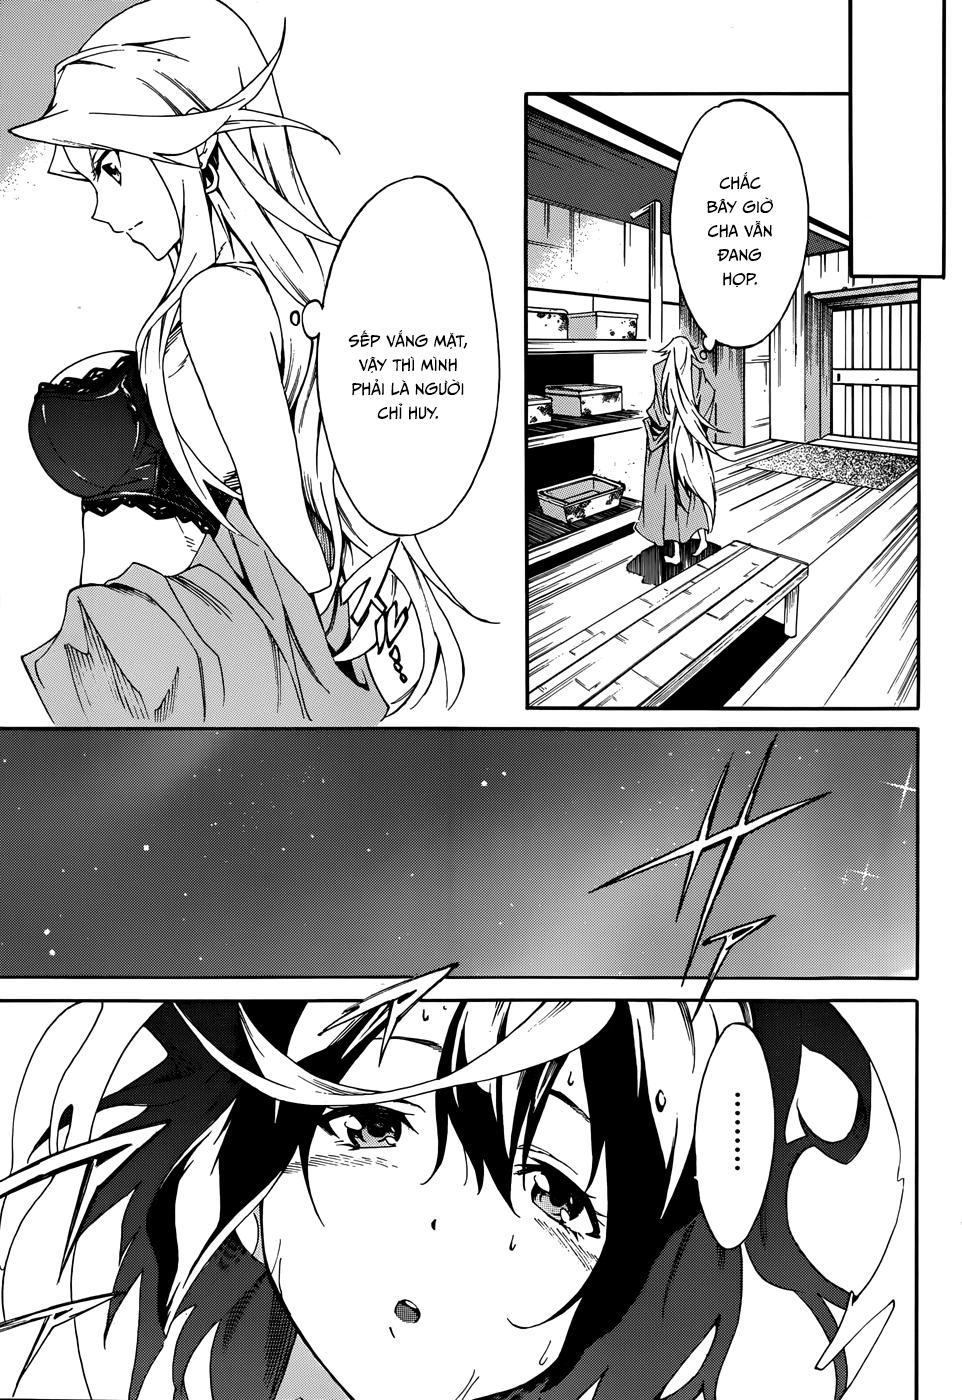 CHẮC
BÂY GIỜ
CHA VẪN
ĐANG
HỌP.
SẾP VẮNG MẶT,
VẬY THÌ MÌNH
PHẢI LÀ NGƯỜI
CHỈ HUY.
.........